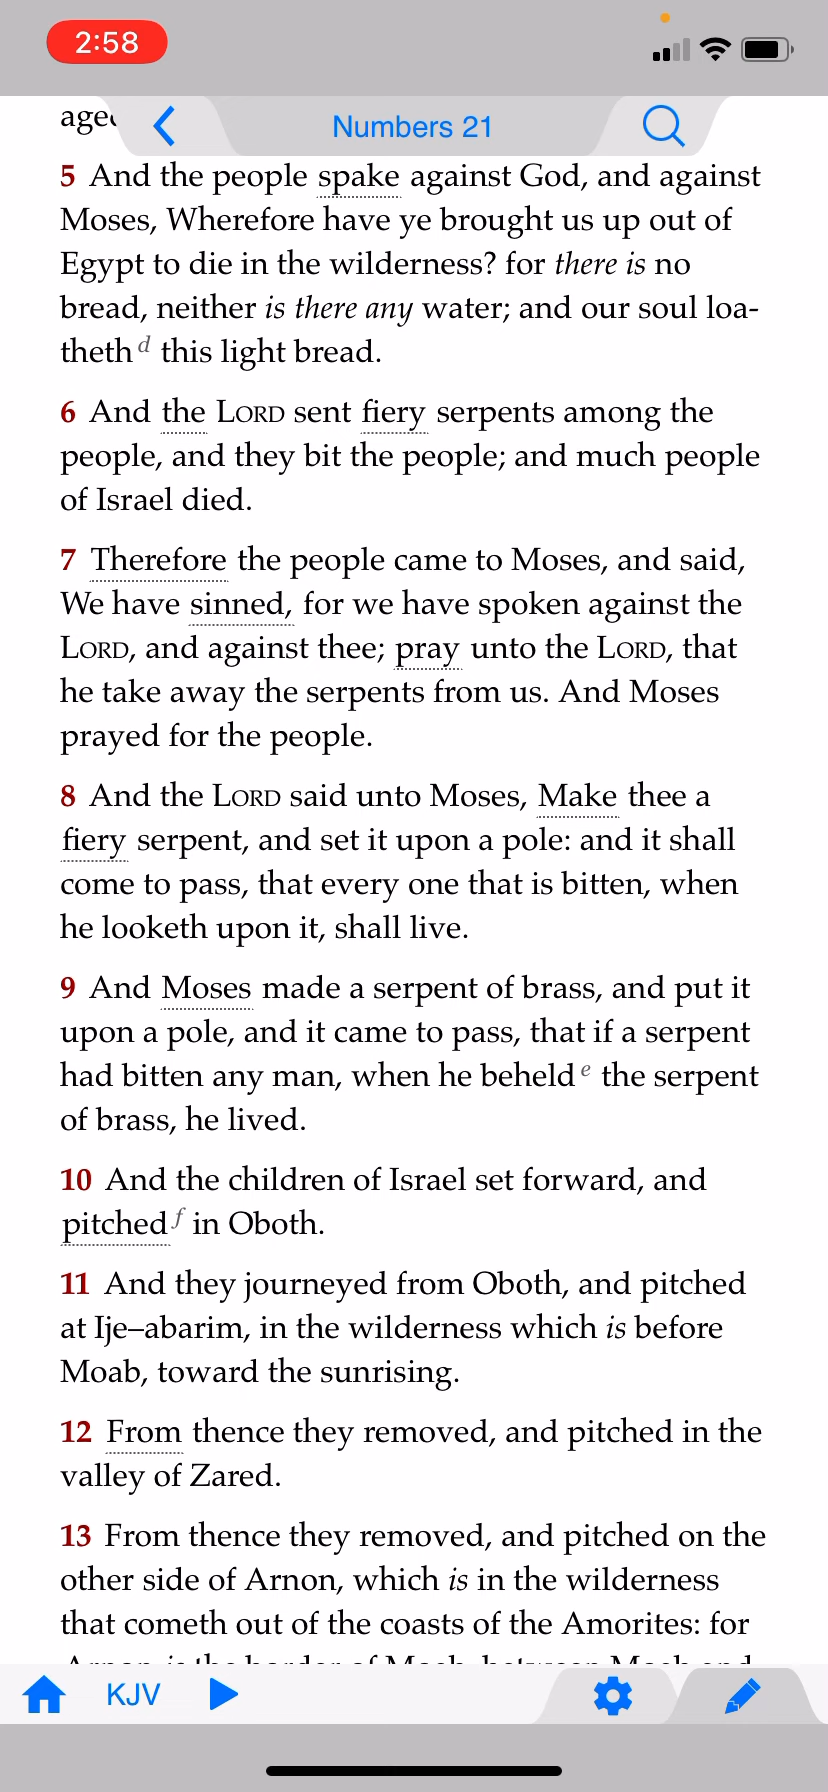 2:58
Numbers 21
5 And the people spake against God, and against
Moses, Wherefore have ye brought us up out of
Egypt to die in the wilderness? for there is no
bread, neither is there any water; and our soul loa-
theth d this light bread.
6 And the LORD sent fiery serpents among the
people, and they bit the people; and much people
of Israel died.
7 Therefore the people came to Moses, and said,
We have sinned, for we have spoken against the
LORD, and against thee; pray unto the LORD, that
he take away the serpents from us. And Moses
prayed for the people.
8 And the LORD said unto Moses, Make thee a
fiery serpent, and set it upon a pole: and it shall
come to pass, that every one that is bitten, when
he looketh upon it, shall live.
9 And Moses made a serpent of brass, and put it
upon a pole, and it came to pass, that if a serpent
had bitten any man, when he beheld e the serpent
of brass, he lived.
10 And the children of Israel set forward, and
pitched f in Oboth.
11 And they journeyed from Oboth, and pitched
at Ije–abarim, in the wilderness which is before
Moab, toward the sunrising.
12 From thence they removed, and pitched in the
valley of Zared.
13 From thence they removed, and pitched on the
other side of Arnon, which is in the wilderness
that cometh out of the coasts of the Amorites: for
KJV